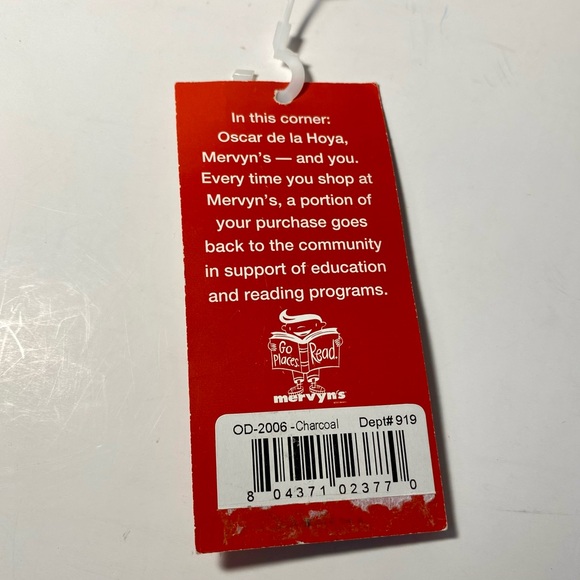 In this corner:
Oscar de la Hoya,
Mervyn's — and you.
Every time you shop at
Mervyn's, a portion of
your purchase goes
back to the community
in support of education
and reading programs.
Go Places. Read.
mervyn's
OD-2006 -Charcoal Dept# 919
8 04371 02377 0